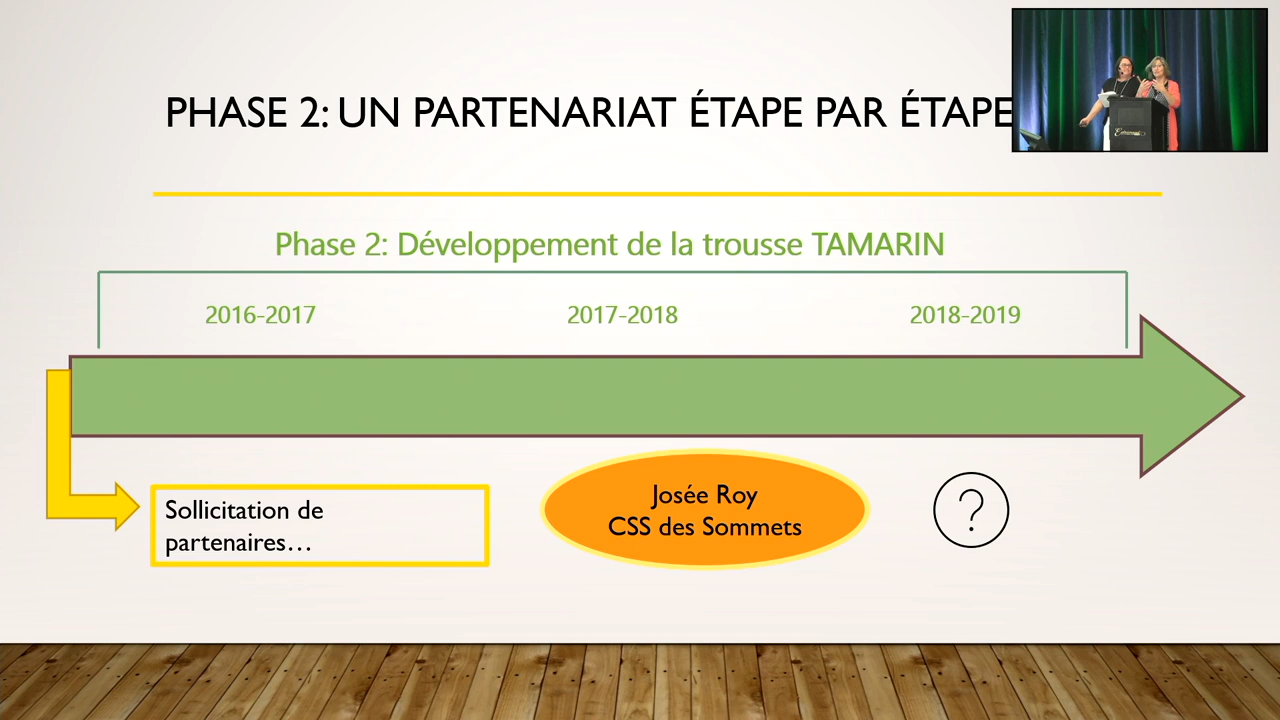 PHASE 2: UN PARTENARIAT ÉTAPE PAR ÉTAPE
Phase 2: Développement de la trousse TAMARIN
2016-2017
2017-2018
2018-2019
Sollicitation de
partenaires…
Josée Roy
CSS des Sommets
?